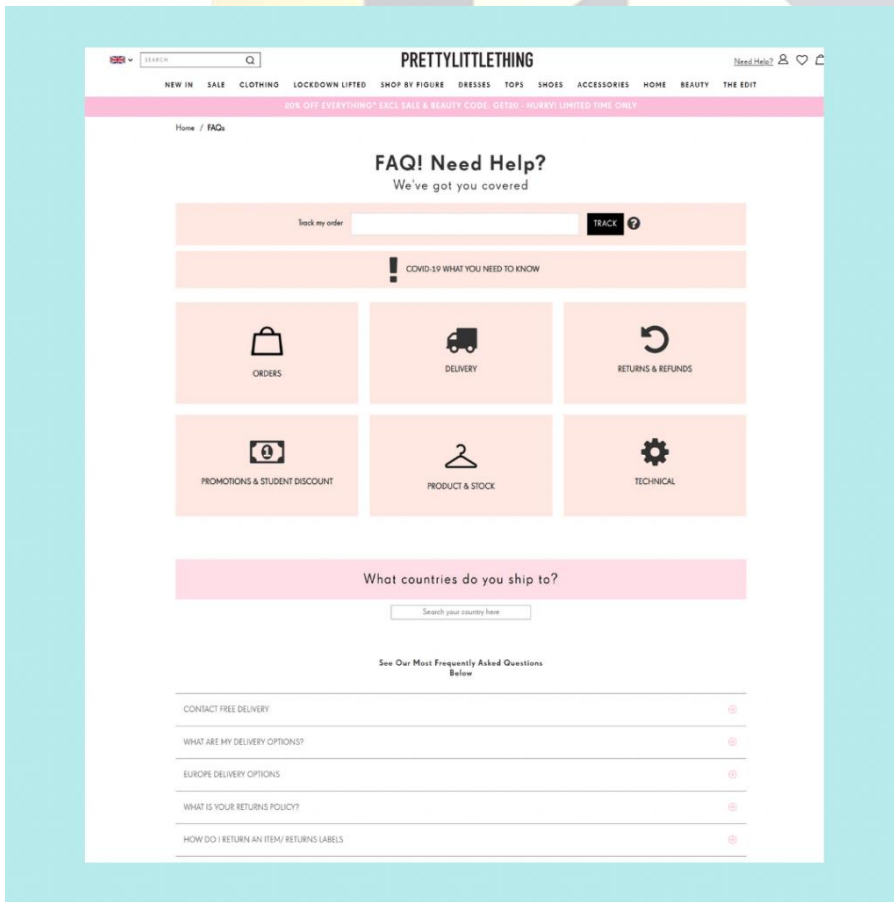 SEARCH
PRETTYLITTLETHING
Need Help?
NEW IN SALE CLOTHING LOCKDOWN LIFTED SHOP BY FIGURE DRESSES TOPS SHOES ACCESSORIES HOME BEAUTY THE EDIT
20% OFF EVERYTHING* EXCL SALE & BEAUTY CODE: GET20 - HURRY! LIMITED TIME ONLY
Home / FAQs
FAQ! Need Help?
We've got you covered
Track my order
TRACK ?
! COVID-19 WHAT YOU NEED TO KNOW
ORDERS
DELIVERY
RETURNS & REFUNDS
1
PROMOTIONS & STUDENT DISCOUNT
PRODUCT & STOCK
TECHNICAL
What countries do you ship to?
Search your country here
See Our Most Frequently Asked Questions
Below
CONTACT FREE DELIVERY
WHAT ARE MY DELIVERY OPTIONS?
EUROPE DELIVERY OPTIONS
WHAT IS YOUR RETURNS POLICY?
HOW DO I RETURN AN ITEM/ RETURNS LABELS